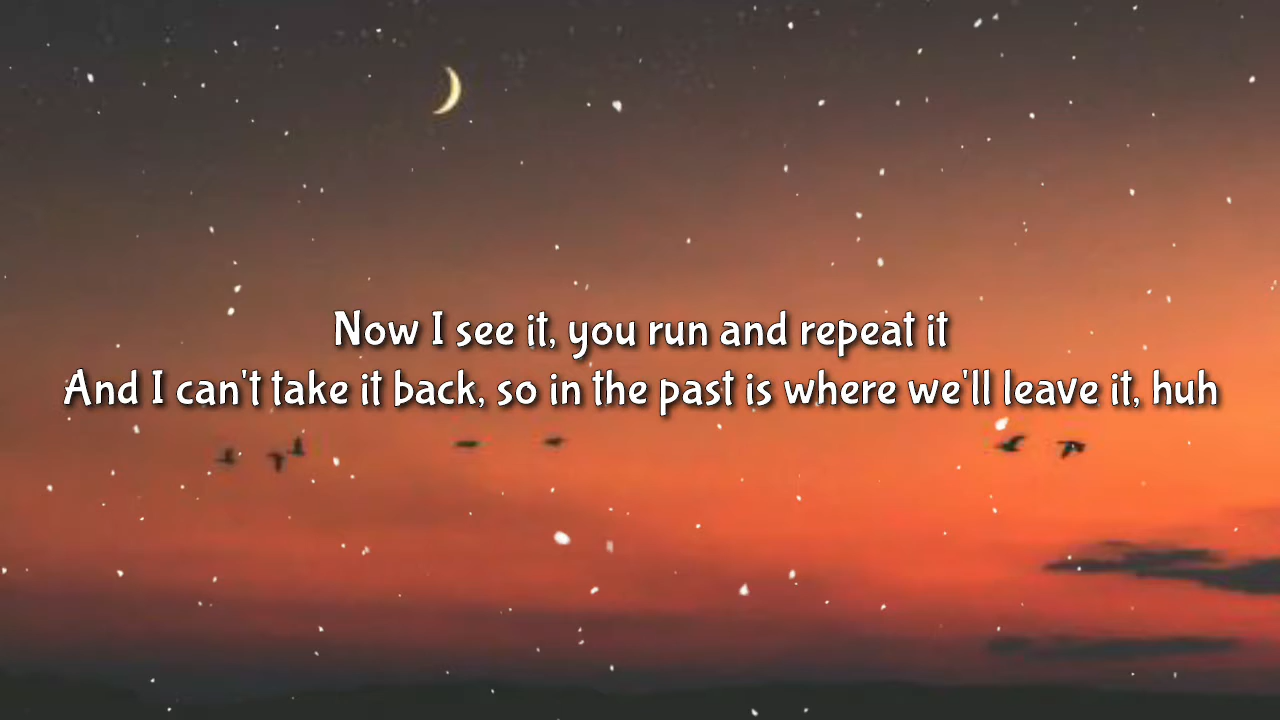 Now I see it, you run and repeat it
And I can't take it back, so in the past is where we'll leave it, huh